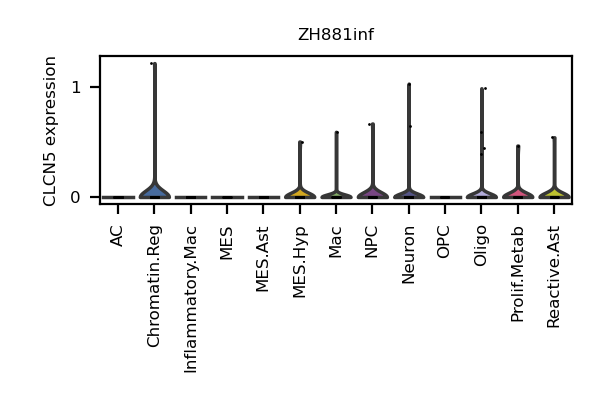 ZH881inf
CLCN5 expression
1
0
AC
Chromatin.Reg
Inflammatory.Mac
MES
MES.Ast
MES.Hyp
Mac
NPC
Neuron
OPC
Oligo
Prolif.Metab
Reactive.Ast